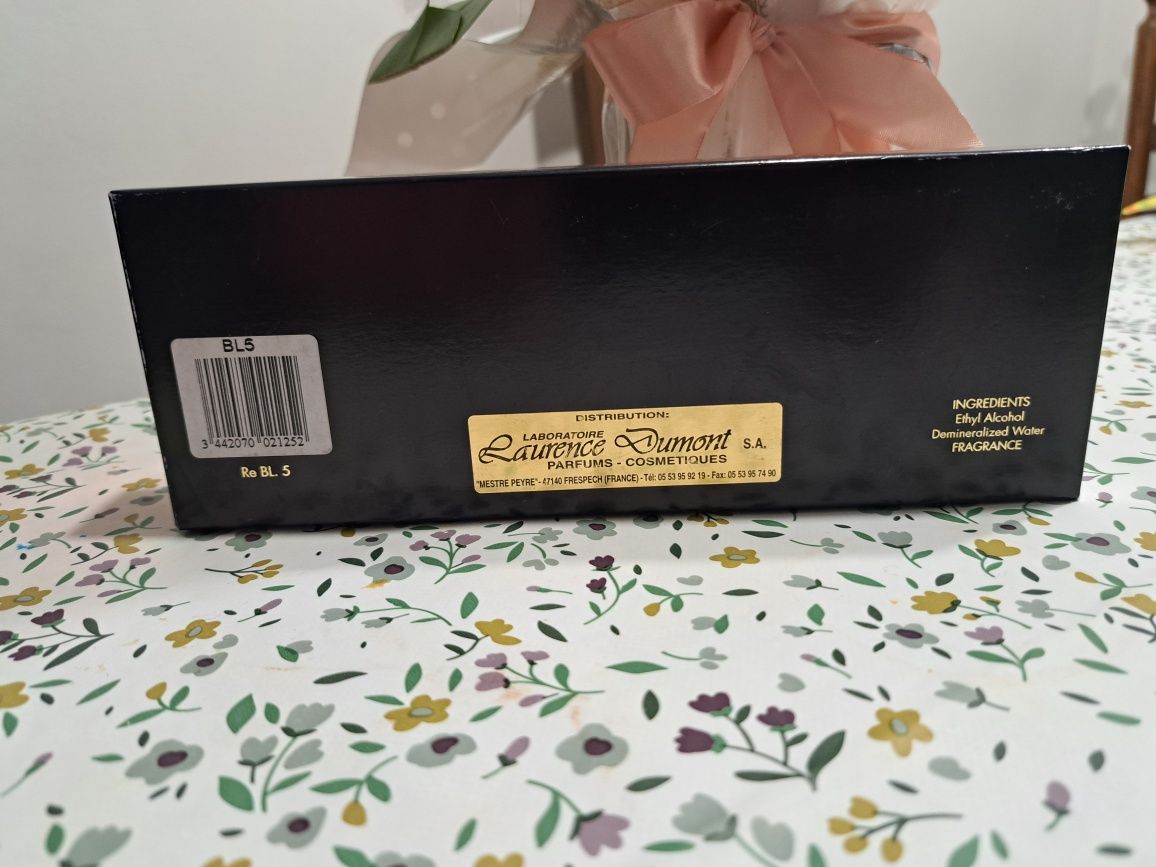 BL5
3 442070 021252
Re BL. 5
DISTRIBUTION:
LABORATOIRE
Laurence Dumont S.A.
PARFUMS - COSMETIQUES
"MESTRE PEYRE" - 47140 FRESPECH (FRANCE) - Tél: 05 53 95 92 19 - Fax: 05 53 95 74 90
INGREDIENTS
Ethyl Alcohol
Demineralized Water
FRAGRANCE